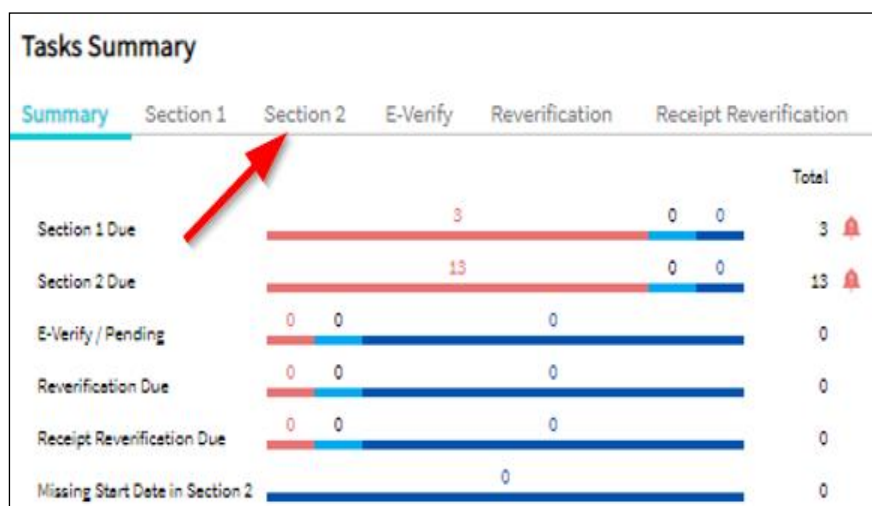 Tasks Summary
Summary Section 1 Section 2 E-Verify Reverification Receipt Reverification
Total
Section 1 Due 3 0 0 3
Section 2 Due 13 0 0 13
E-Verify / Pending 0 0 0 0
Reverification Due 0 0 0 0
Receipt Reverification Due 0 0 0 0
Missing Start Date in Section 2 0 0